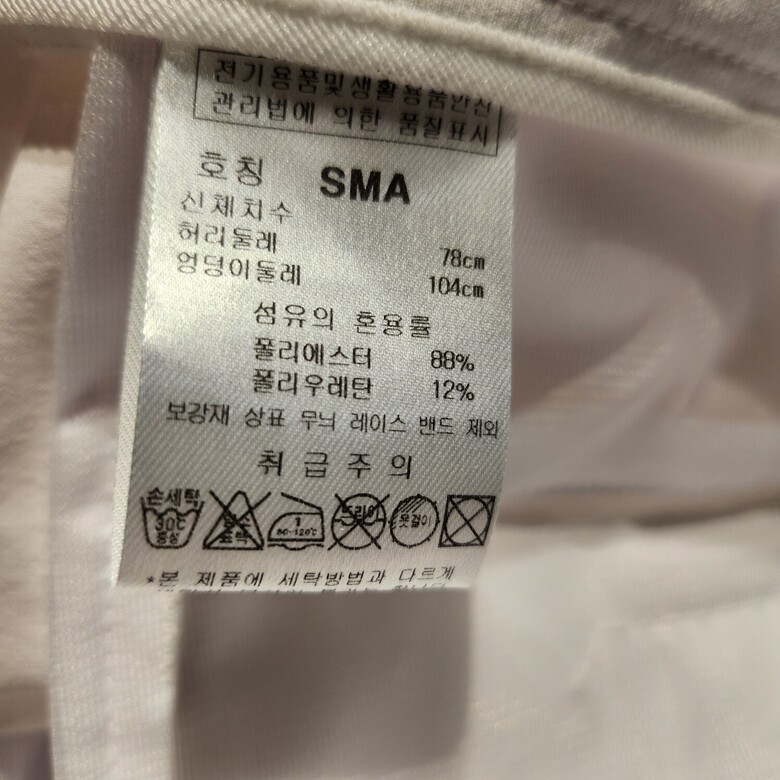 전기용품및생활용품안전
관리법에 의한 품질표시
호칭 SMA
신체치수
허리둘레 78cm
엉덩이둘레 104cm
섬유의 혼용률
폴리에스터 88%
폴리우레탄 12%
보강재 상표 무늬 레이스 밴드 제외
취급주의
손세탁 30℃ 중성 염소 표백 1 80-120℃ 드라이 옷걸이
*본 제품에 세탁방법과 다르게